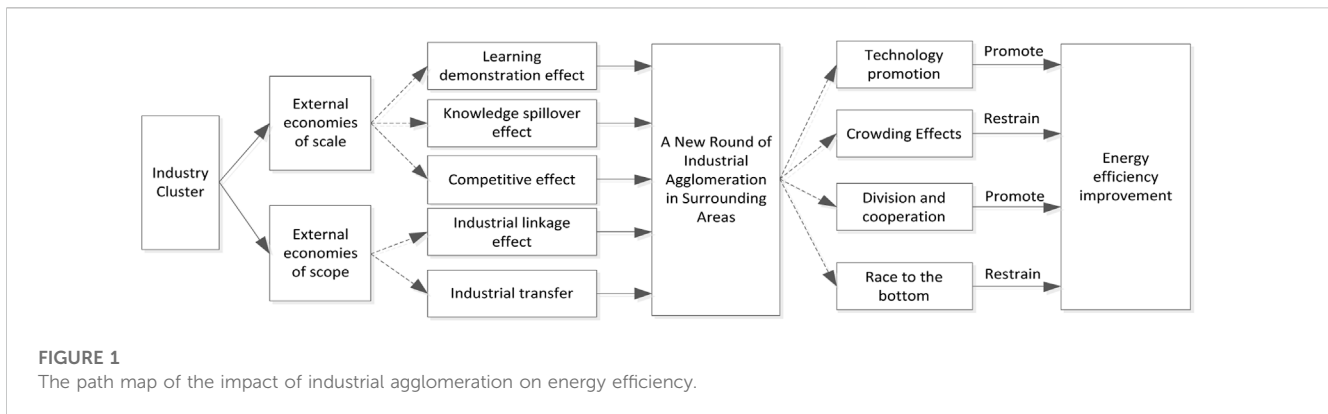 Industry
Cluster
External
economies
of scale
External
economies
of scope
Learning
demonstration effect
Knowledge spillover
effect
Competitive effect
Industrial linkage
effect
Industrial transfer
A New Round of
Industrial
Agglomeration
in Surrounding
Areas
Technology
promotion
Crowding Effects
Division and
cooperation
Race to the
bottom
Promote
Restrain
Promote
Restrain
Energy
efficiency
improvement
FIGURE 1
The path map of the impact of industrial agglomeration on energy efficiency.